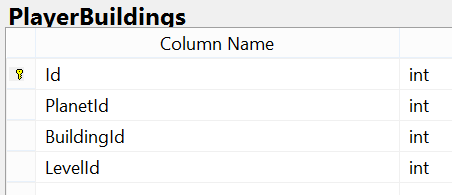 PlayerBuildings
Column Name
Id int
PlanetId int
BuildingId int
LevelId int